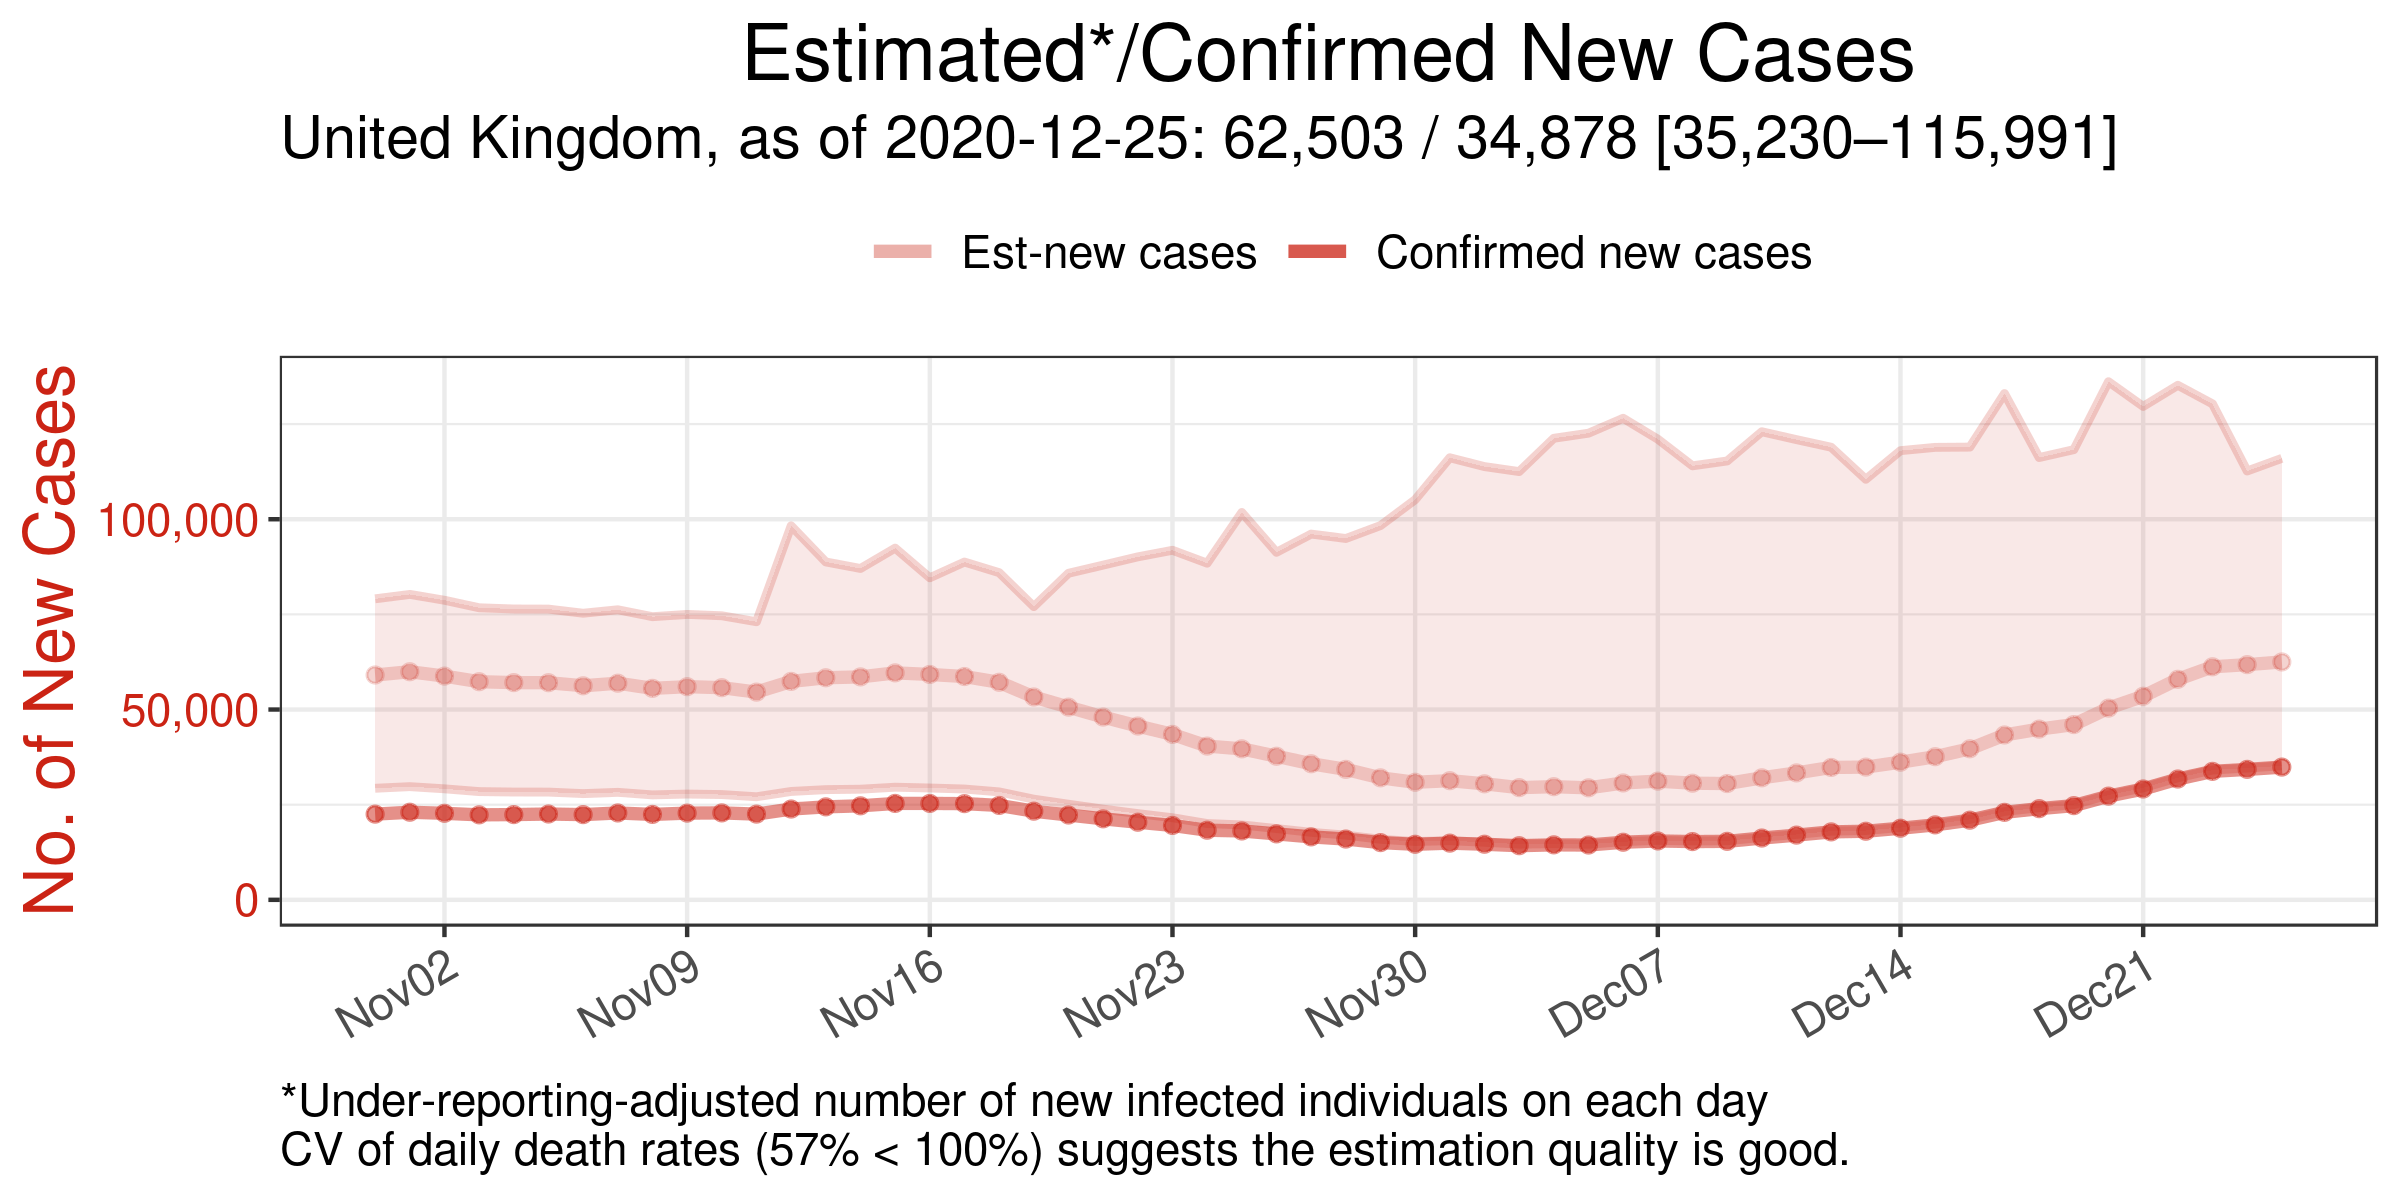 Estimated*/Confirmed New Cases
United Kingdom, as of 2020-12-25: 62,503 / 34,878 [35,230–115,991]
Est-new cases
Confirmed new cases
No. of New Cases
100,000
50,000
0
Nov02
Nov09
Nov16
Nov23
Nov30
Dec07
Dec14
Dec21
*Under-reporting-adjusted number of new infected individuals on each day
CV of daily death rates (57% < 100%) suggests the estimation quality is good.